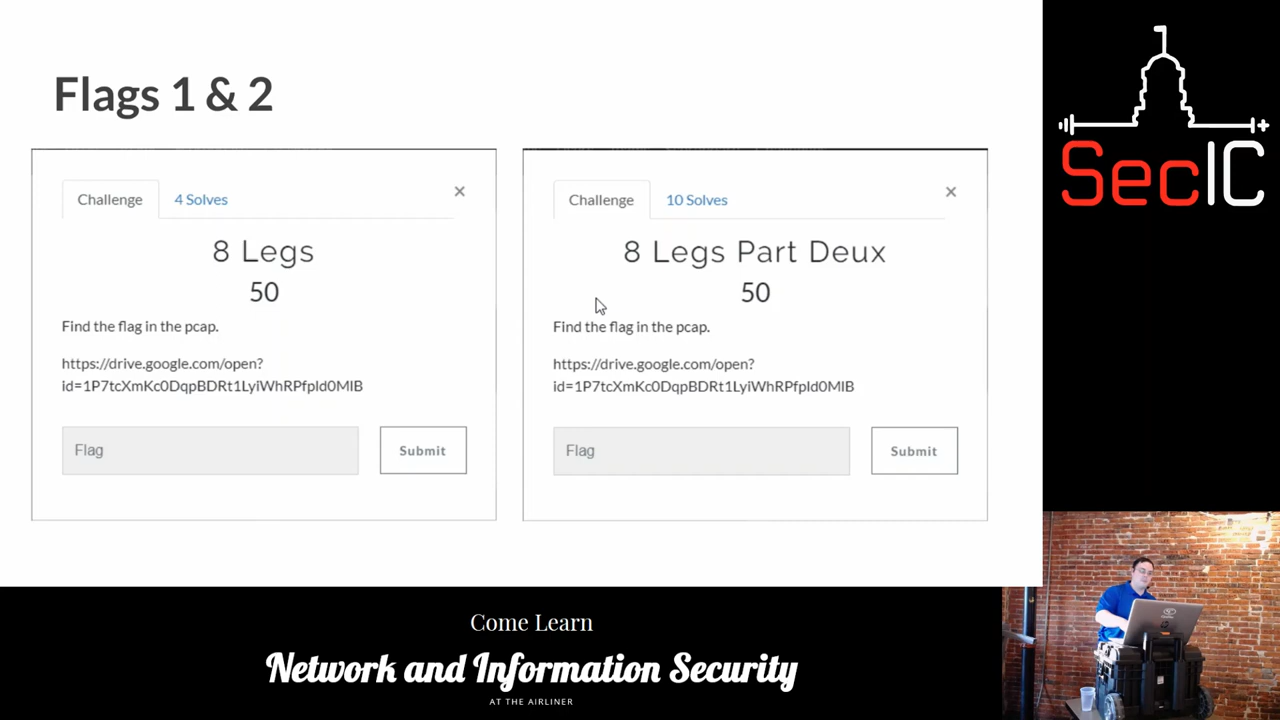 Flags 1 & 2
Challenge
4 Solves
×
8 Legs
50
Find the flag in the pcap.
https://drive.google.com/open?
id=1P7tcXmKc0DqpBDRt1LyiWhRPfpId0MIB
Flag
Submit
Challenge
10 Solves
×
8 Legs Part Deux
50
Find the flag in the pcap.
https://drive.google.com/open?
id=1P7tcXmKc0DqpBDRt1LyiWhRPfpId0MIB
Flag
Submit
SecIC
Come Learn
Network and Information Security
AT THE AIRLINER